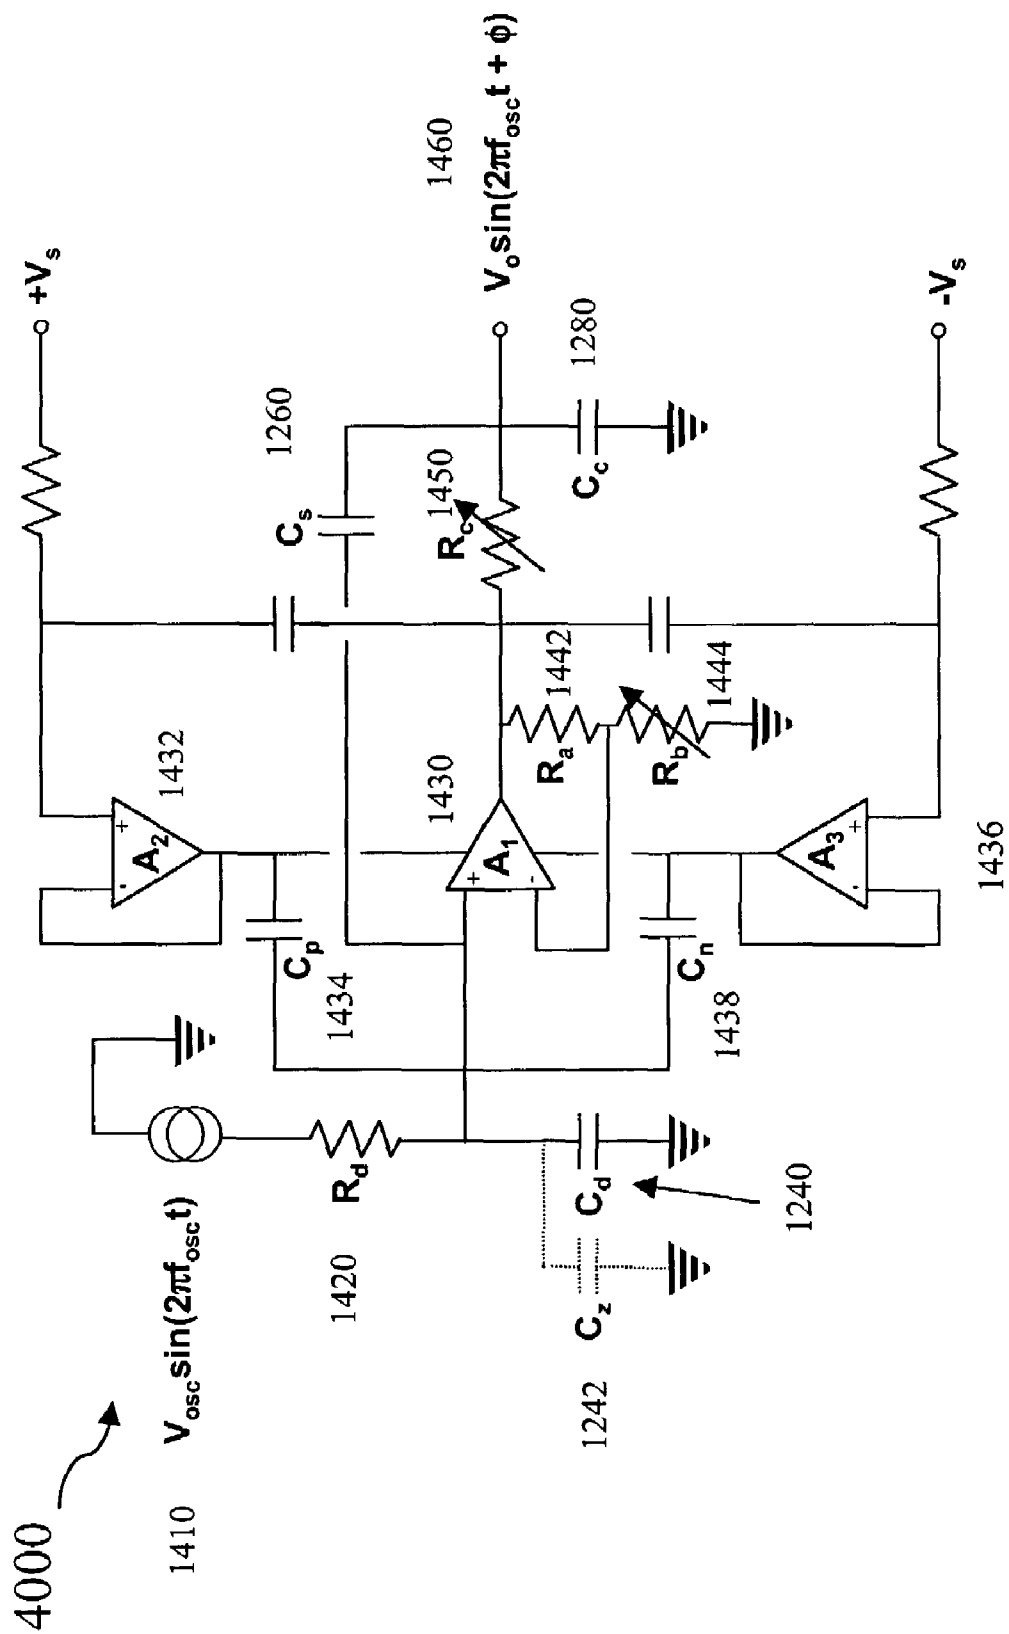 4000
1410
V_osc sin(2πf_osc t)
1420
R_d
C_z
1242
C_d
1240
+V_s
A_2
+
-
1432
C_p
1434
C_s
1260
A_1
+
-
1430
R_a
1442
R_b
1444
R_c
1450
C_c
1280
1460
V_o sin(2πf_osc t + ϕ)
C_n
1438
A_3
+
-
1436
-V_s